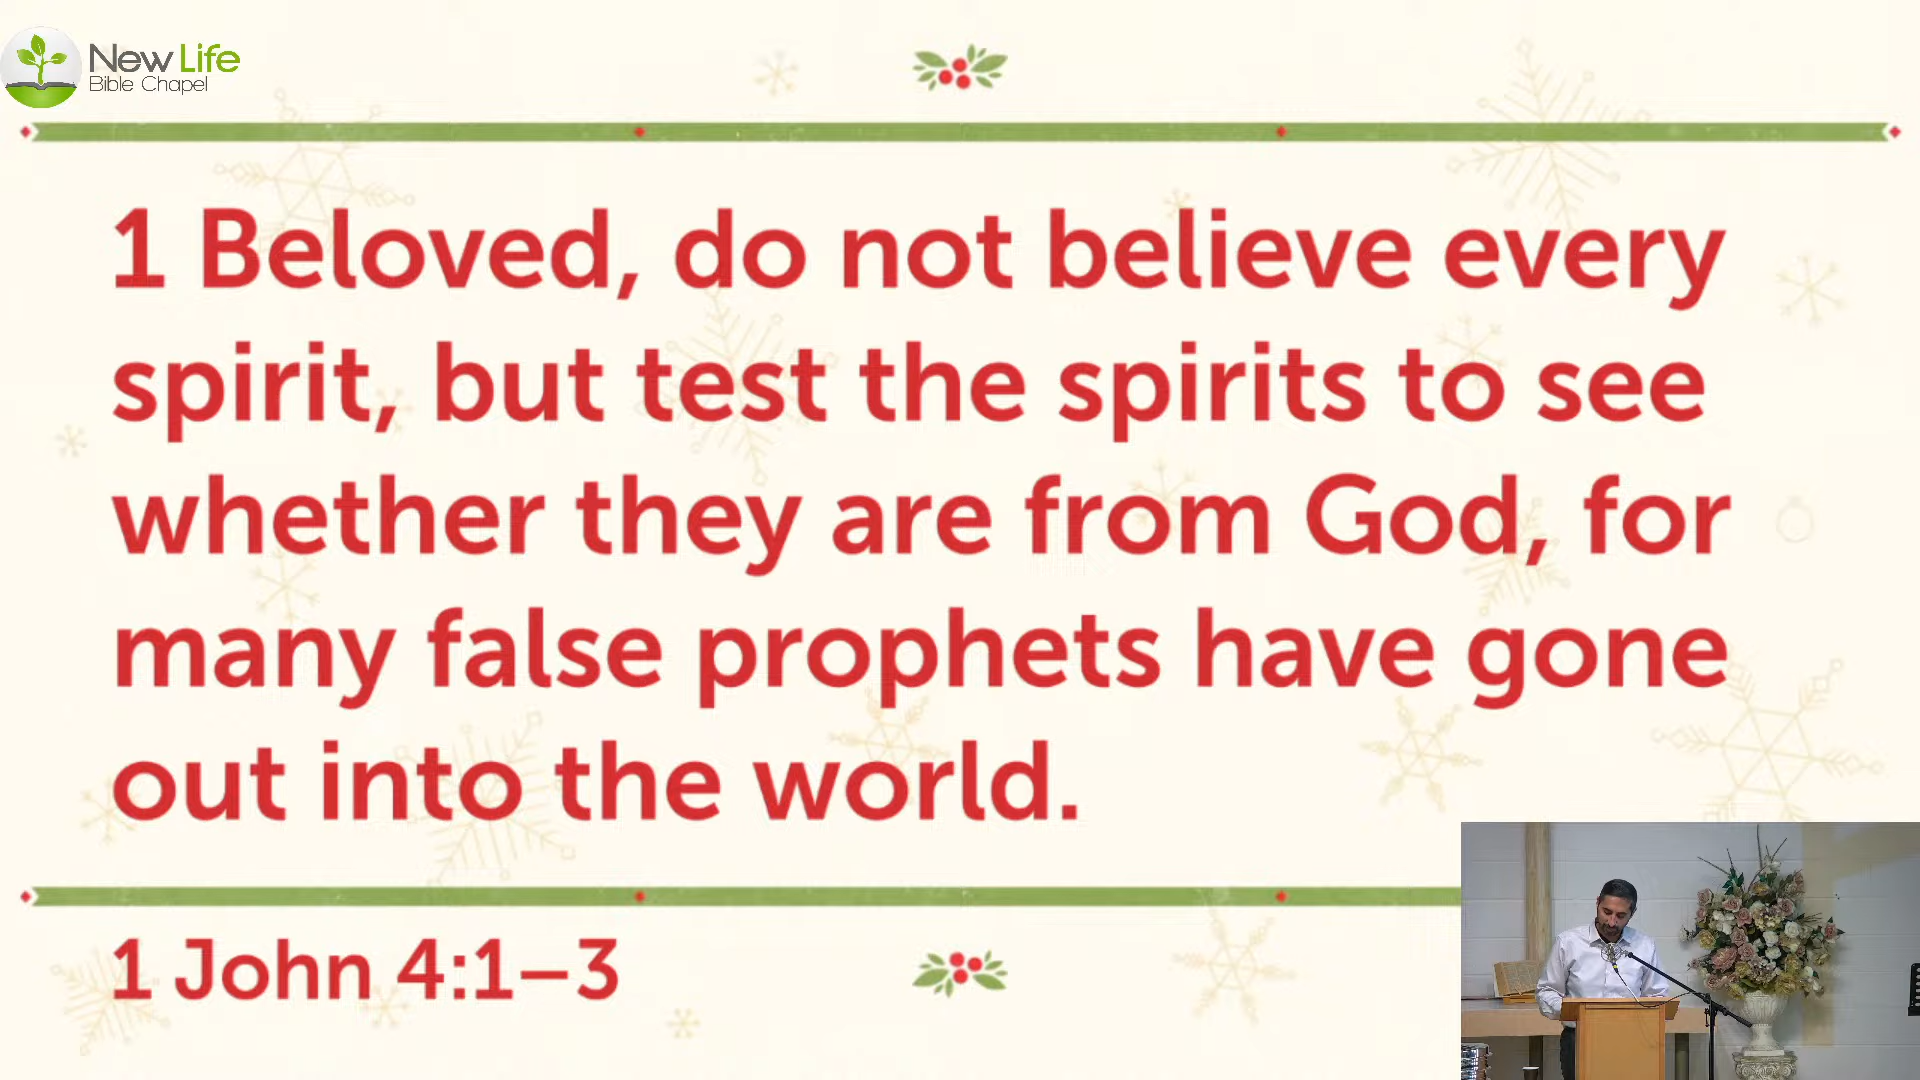 New Life
Bible Chapel
1 Beloved, do not believe every
spirit, but test the spirits to see
whether they are from God, for
many false prophets have gone
out into the world.
1 John 4:1–3